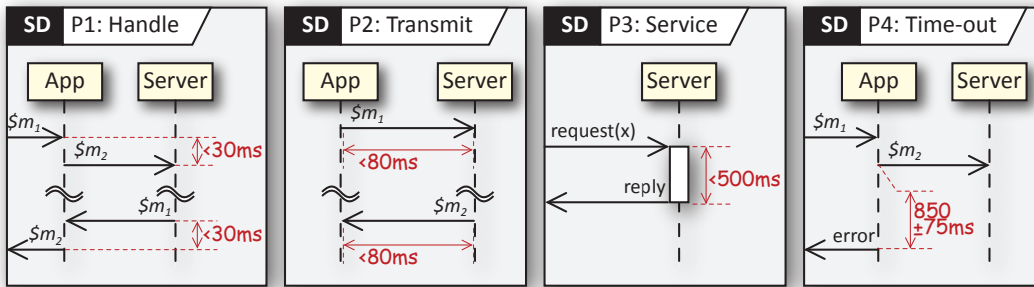 SD P1: Handle
App Server
$m1
$m2
<30ms
$m1
$m2
<30ms
SD P2: Transmit
App Server
$m1
<80ms
$m2
<80ms
SD P3: Service
Server
request(x)
reply
<500ms
SD P4: Time-out
App Server
$m1
$m2
850
±75ms
error